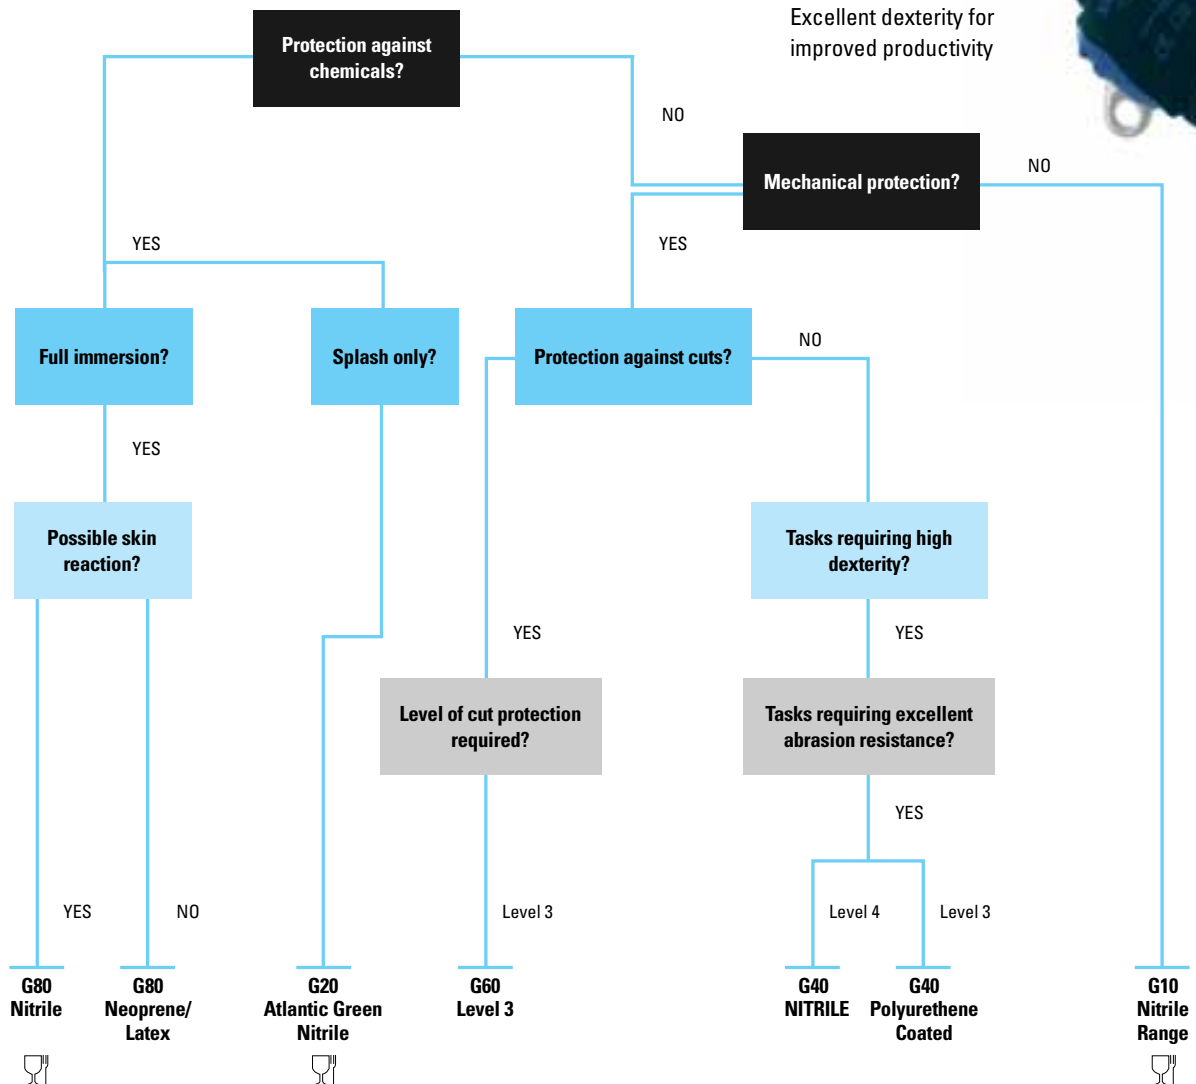 Excellent dexterity for
improved productivity
Protection against
chemicals?
NO
Mechanical protection?
NO
YES
YES
Full immersion?
Splash only?
Protection against cuts?
NO
YES
Possible skin
reaction?
Tasks requiring high
dexterity?
YES
YES
Level of cut protection
required?
Tasks requiring excellent
abrasion resistance?
YES
YES
NO
Level 3
Level 4
Level 3
G80
Nitrile
G80
Neoprene/
Latex
G20
Atlantic Green
Nitrile
G60
Level 3
G40
NITRILE
G40
Polyurethene
Coated
G10
Nitrile
Range